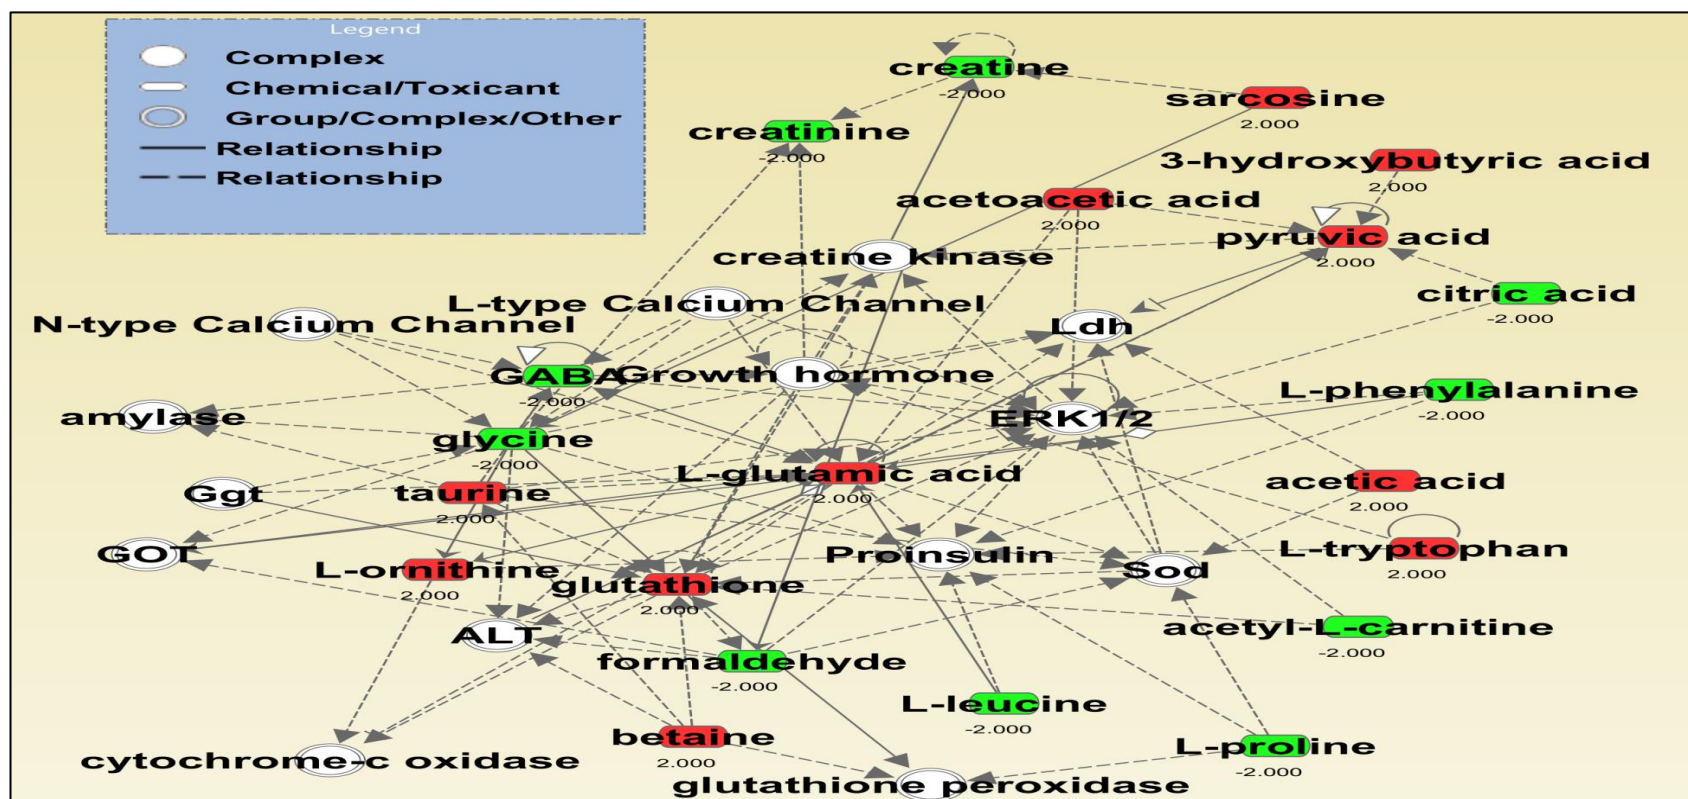 Legend
Complex
Chemical/Toxicant
Group/Complex/Other
Relationship
Relationship
creatine
-2.000
sarcosine
2.000
creatinine
-2.000
3-hydroxybutyric acid
2.000
acetoacetic acid
2.000
pyruvic acid
2.000
creatine kinase
citric acid
-2.000
L-type Calcium Channel
N-type Calcium Channel
Ldh
GABA
-2.000
Growth hormone
L-phenylalanine
-2.000
amylase
ERK1/2
glycine
-2.000
L-glutamic acid
2.000
Ggt
taurine
2.000
acetic acid
2.000
GOT
Proinsulin
L-tryptophan
2.000
L-ornithine
2.000
glutathione
2.000
Sod
ALT
acetyl-L-carnitine
-2.000
formaldehyde
-2.000
L-leucine
-2.000
betaine
2.000
L-proline
-2.000
cytochrome-c oxidase
glutathione peroxidase